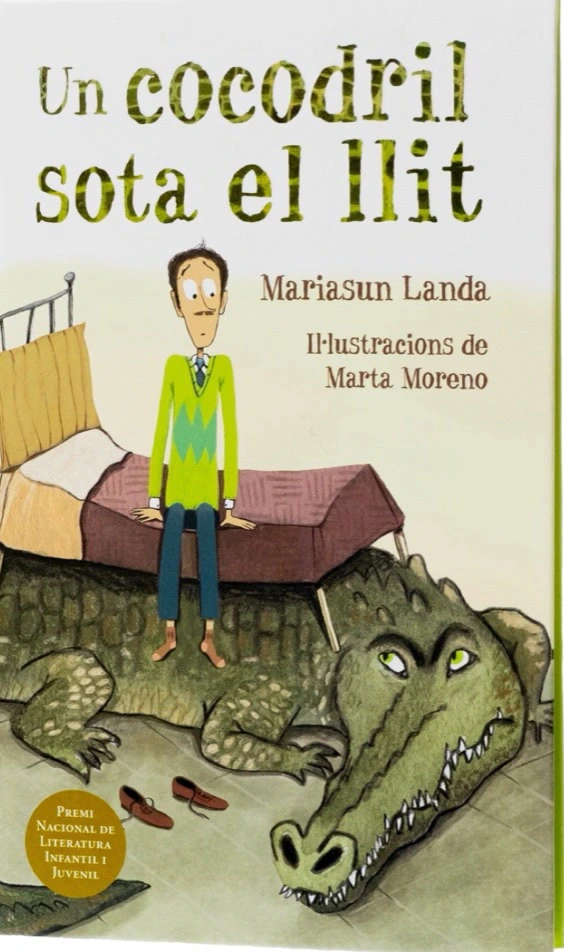 Un cocodril
sota el llit
Mariasun Landa
Il·lustracions de
Marta Moreno
Premi
Nacional de
Literatura
Infantil i
Juvenil